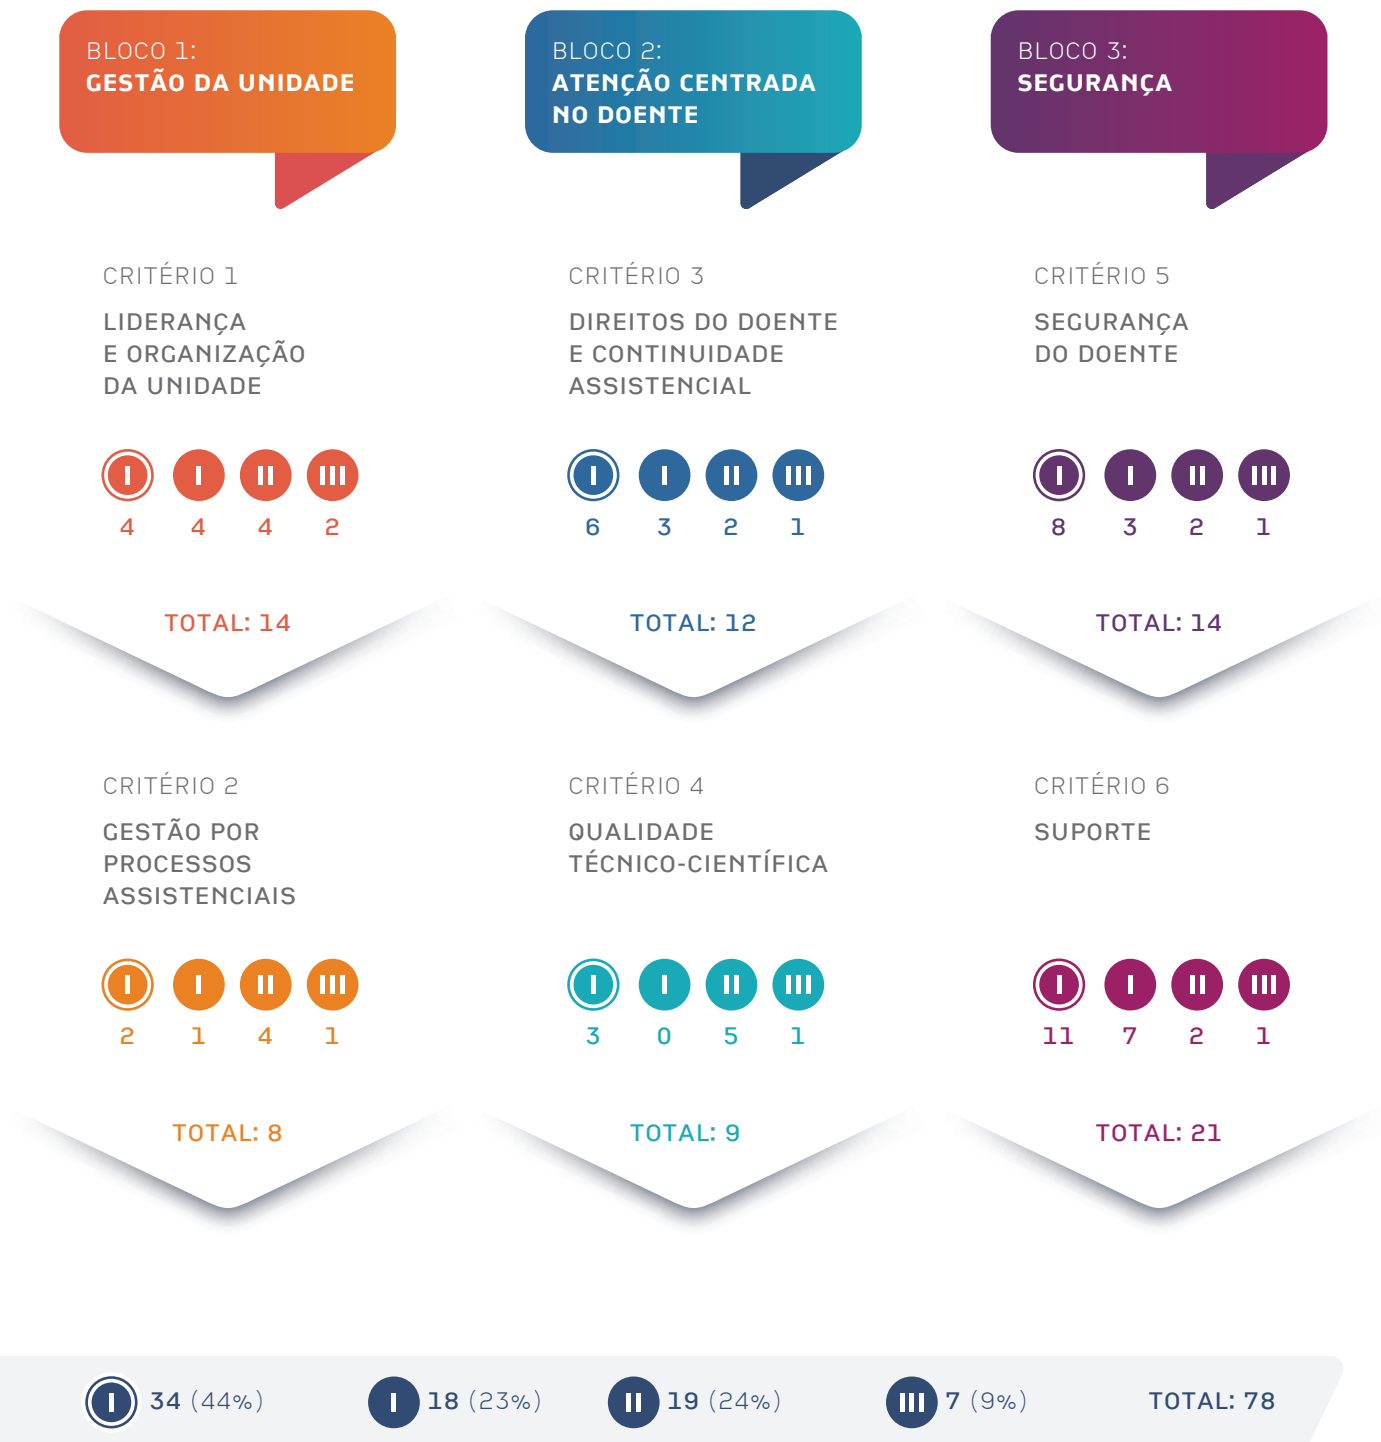 BLOCO 1:
GESTÃO DA UNIDADE
BLOCO 2:
ATENÇÃO CENTRADA
NO DOENTE
BLOCO 3:
SEGURANÇA
CRITÉRIO 1
LIDERANÇA
E ORGANIZAÇÃO
DA UNIDADE
I I II III
4 4 4 2
TOTAL: 14
CRITÉRIO 3
DIREITOS DO DOENTE
E CONTINUIDADE
ASSISTENCIAL
I I II III
6 3 2 1
TOTAL: 12
CRITÉRIO 5
SEGURANÇA
DO DOENTE
I I II III
8 3 2 1
TOTAL: 14
CRITÉRIO 2
GESTÃO POR
PROCESSOS
ASSISTENCIAIS
I I II III
2 1 4 1
TOTAL: 8
CRITÉRIO 4
QUALIDADE
TÉCNICO-CIENTÍFICA
I I II III
3 0 5 1
TOTAL: 9
CRITÉRIO 6
SUPORTE
I I II III
11 7 2 1
TOTAL: 21
I 34 (44%) I 18 (23%) II 19 (24%) III 7 (9%) TOTAL: 78